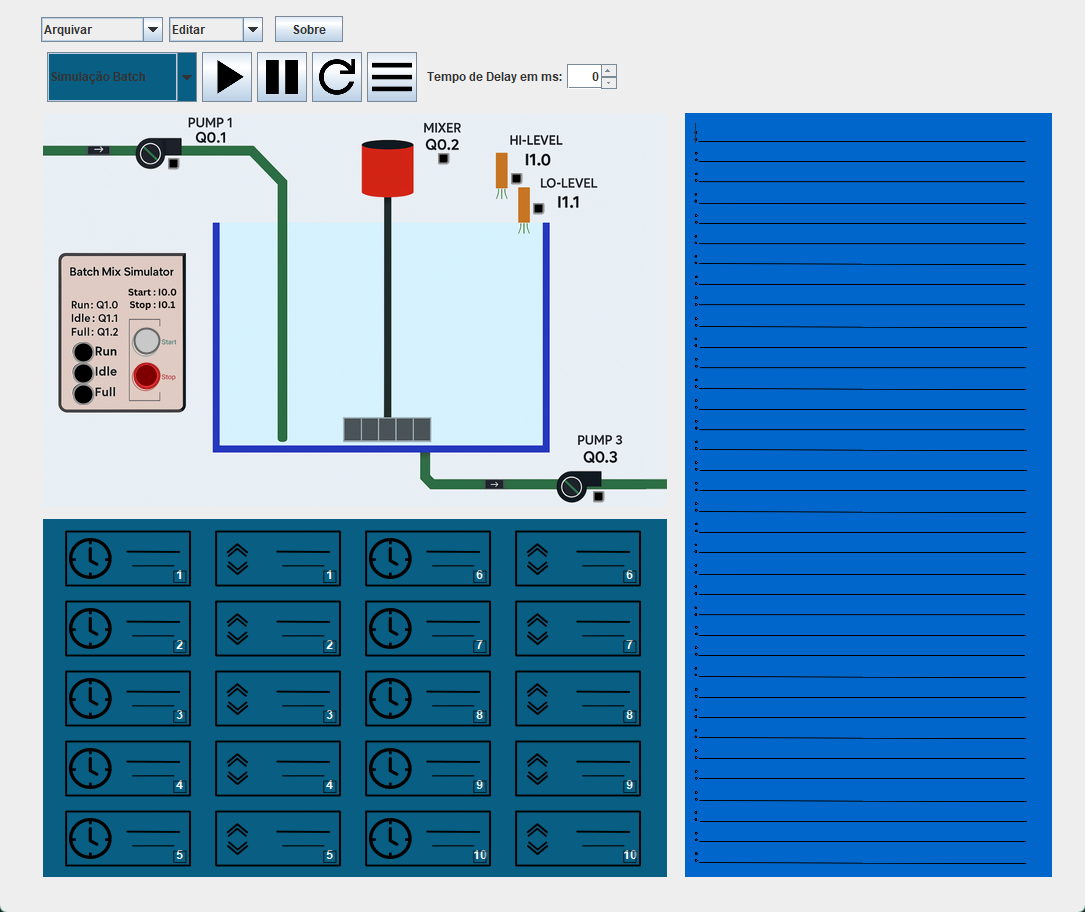 Arquivar
Editar
Sobre
Simulação Batch
Tempo de Delay em ms:
0
PUMP 1
Q0.1
MIXER
Q0.2
HI-LEVEL
I1.0
LO-LEVEL
I1.1
Batch Mix Simulator
Start : I0.0
Stop : I0.1
Run : Q1.0
Idle : Q1.1
Full : Q1.2
Start
Run
Idle
Stop
Full
PUMP 3
Q0.3
1
1
6
6
2
2
7
7
3
3
8
8
4
4
9
9
5
5
10
10